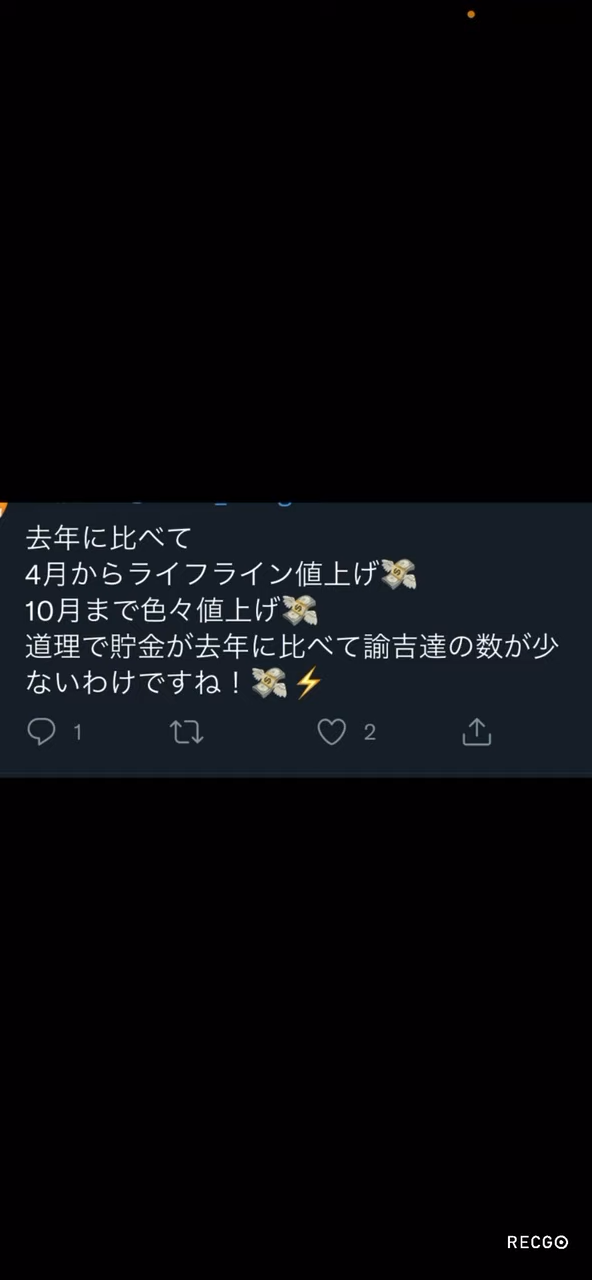 去年に比べて
4月からライフライン値上げ💸
10月まで色々値上げ💸
道理で貯金が去年に比べて諭吉達の数が少
ないわけですね！💸⚡
1 2
RECGO